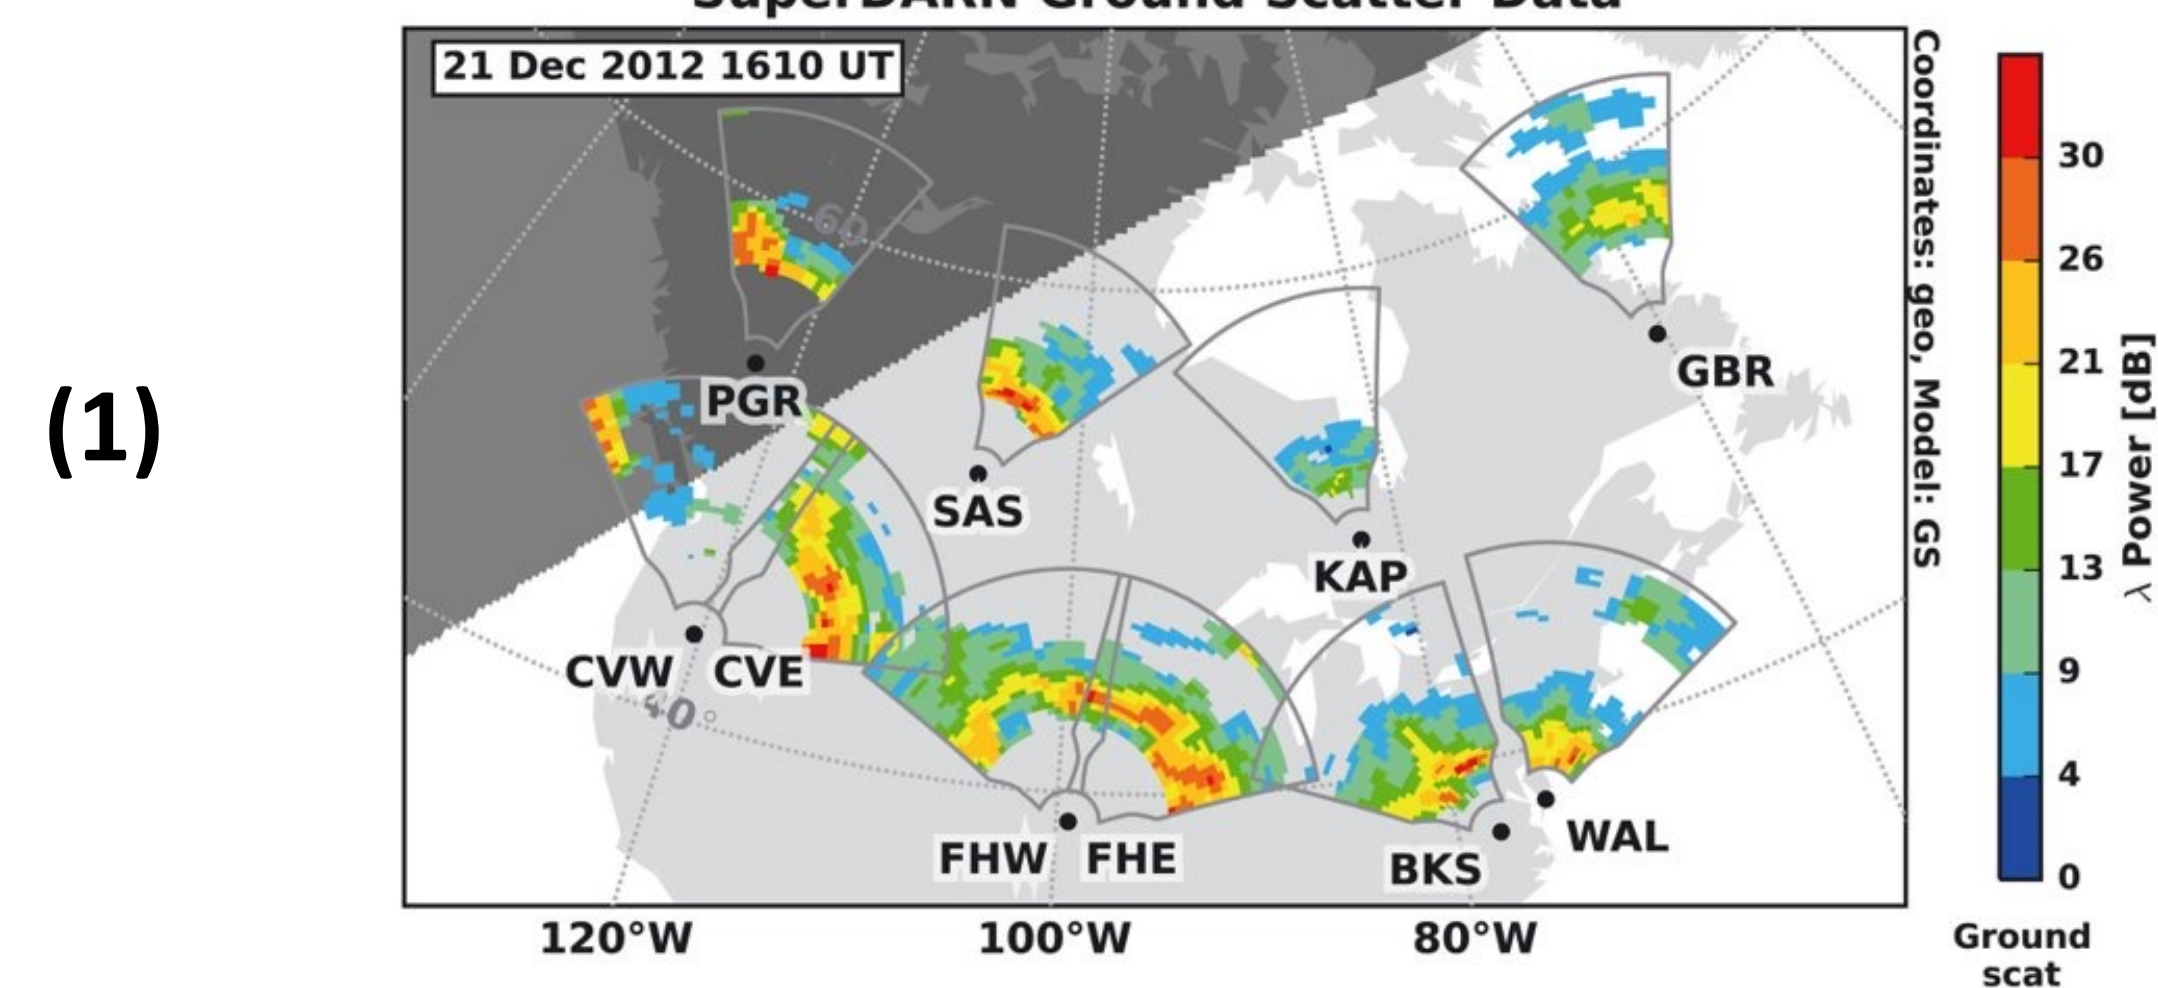 SuperDARN Ground Scatter Data
21 Dec 2012 1610 UT
(1)
60
PGR
GBR
SAS
KAP
CVW
CVE
40°
FHW
FHE
BKS
WAL
120°W
100°W
80°W
Coordinates: geo, Model: GS
30
26
21
17
13
9
4
0
λ Power [dB]
Ground
scat